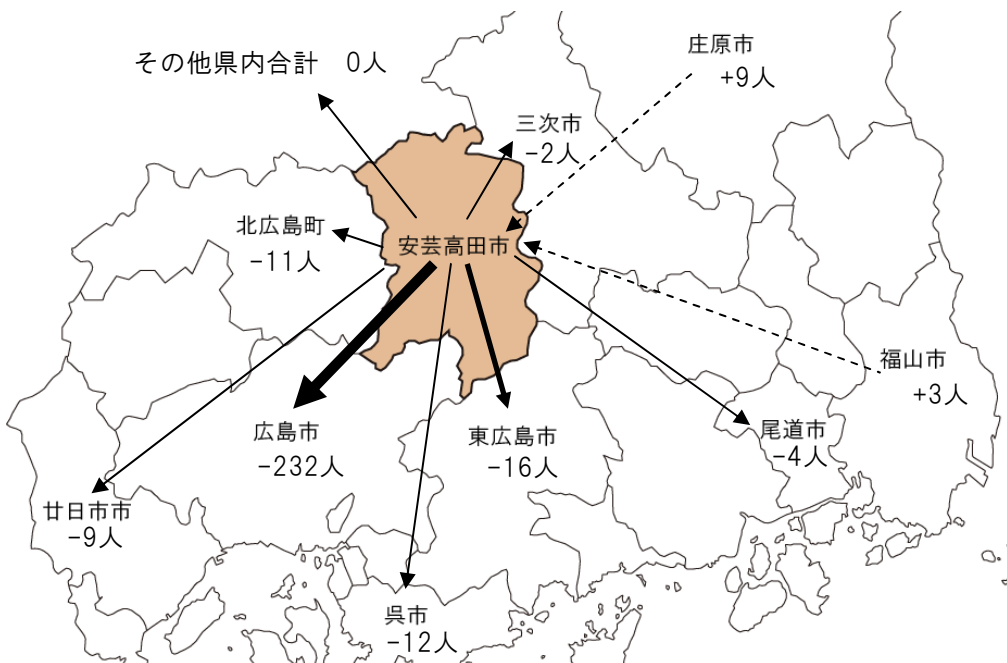 庄原市
+9人
その他県内合計　0人
三次市
-2人
北広島町
-11人
安芸高田市
福山市
+3人
広島市
-232人
東広島市
-16人
尾道市
-4人
廿日市市
-9人
呉市
-12人